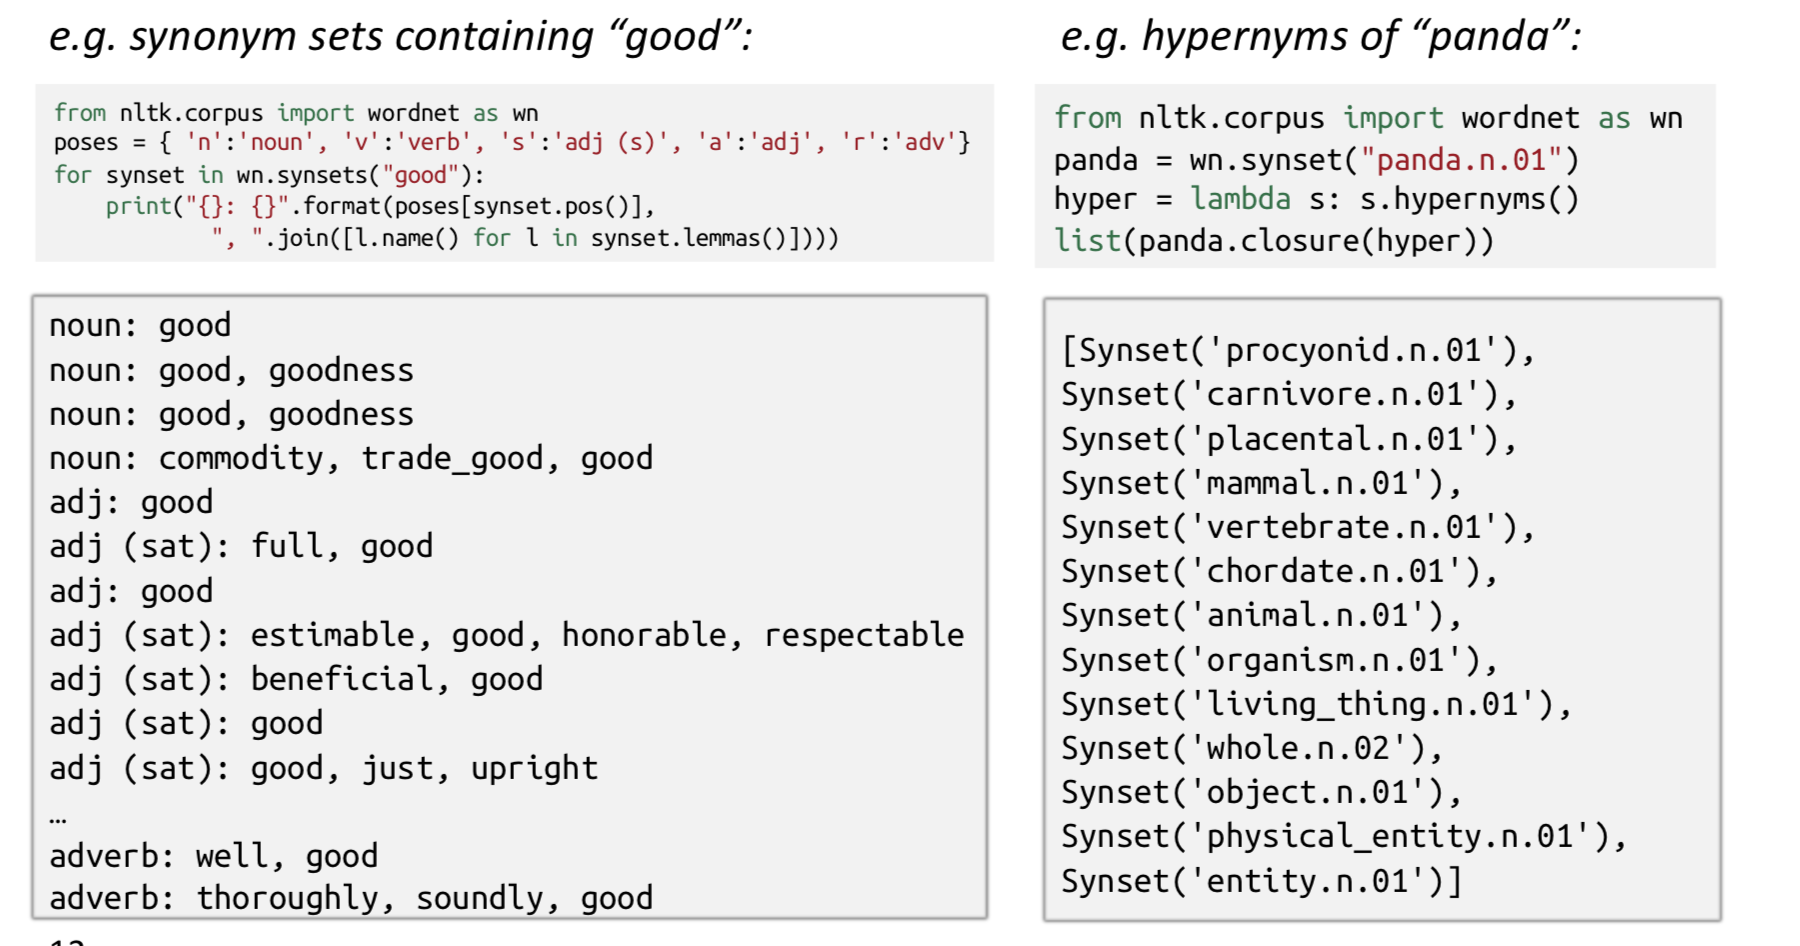 e.g. synonym sets containing “good”:
from nltk.corpus import wordnet as wn
poses = { 'n':'noun', 'v':'verb', 's':'adj (s)', 'a':'adj', 'r':'adv'}
for synset in wn.synsets("good"):
    print("{}: {}".format(poses[synset.pos()],
            ", ".join([l.name() for l in synset.lemmas()])))
noun: good
noun: good, goodness
noun: good, goodness
noun: commodity, trade_good, good
adj: good
adj (sat): full, good
adj: good
adj (sat): estimable, good, honorable, respectable
adj (sat): beneficial, good
adj (sat): good
adj (sat): good, just, upright
…
adverb: well, good
adverb: thoroughly, soundly, good
e.g. hypernyms of “panda”:
from nltk.corpus import wordnet as wn
panda = wn.synset("panda.n.01")
hyper = lambda s: s.hypernyms()
list(panda.closure(hyper))
[Synset('procyonid.n.01'),
Synset('carnivore.n.01'),
Synset('placental.n.01'),
Synset('mammal.n.01'),
Synset('vertebrate.n.01'),
Synset('chordate.n.01'),
Synset('animal.n.01'),
Synset('organism.n.01'),
Synset('living_thing.n.01'),
Synset('whole.n.02'),
Synset('object.n.01'),
Synset('physical_entity.n.01'),
Synset('entity.n.01')]